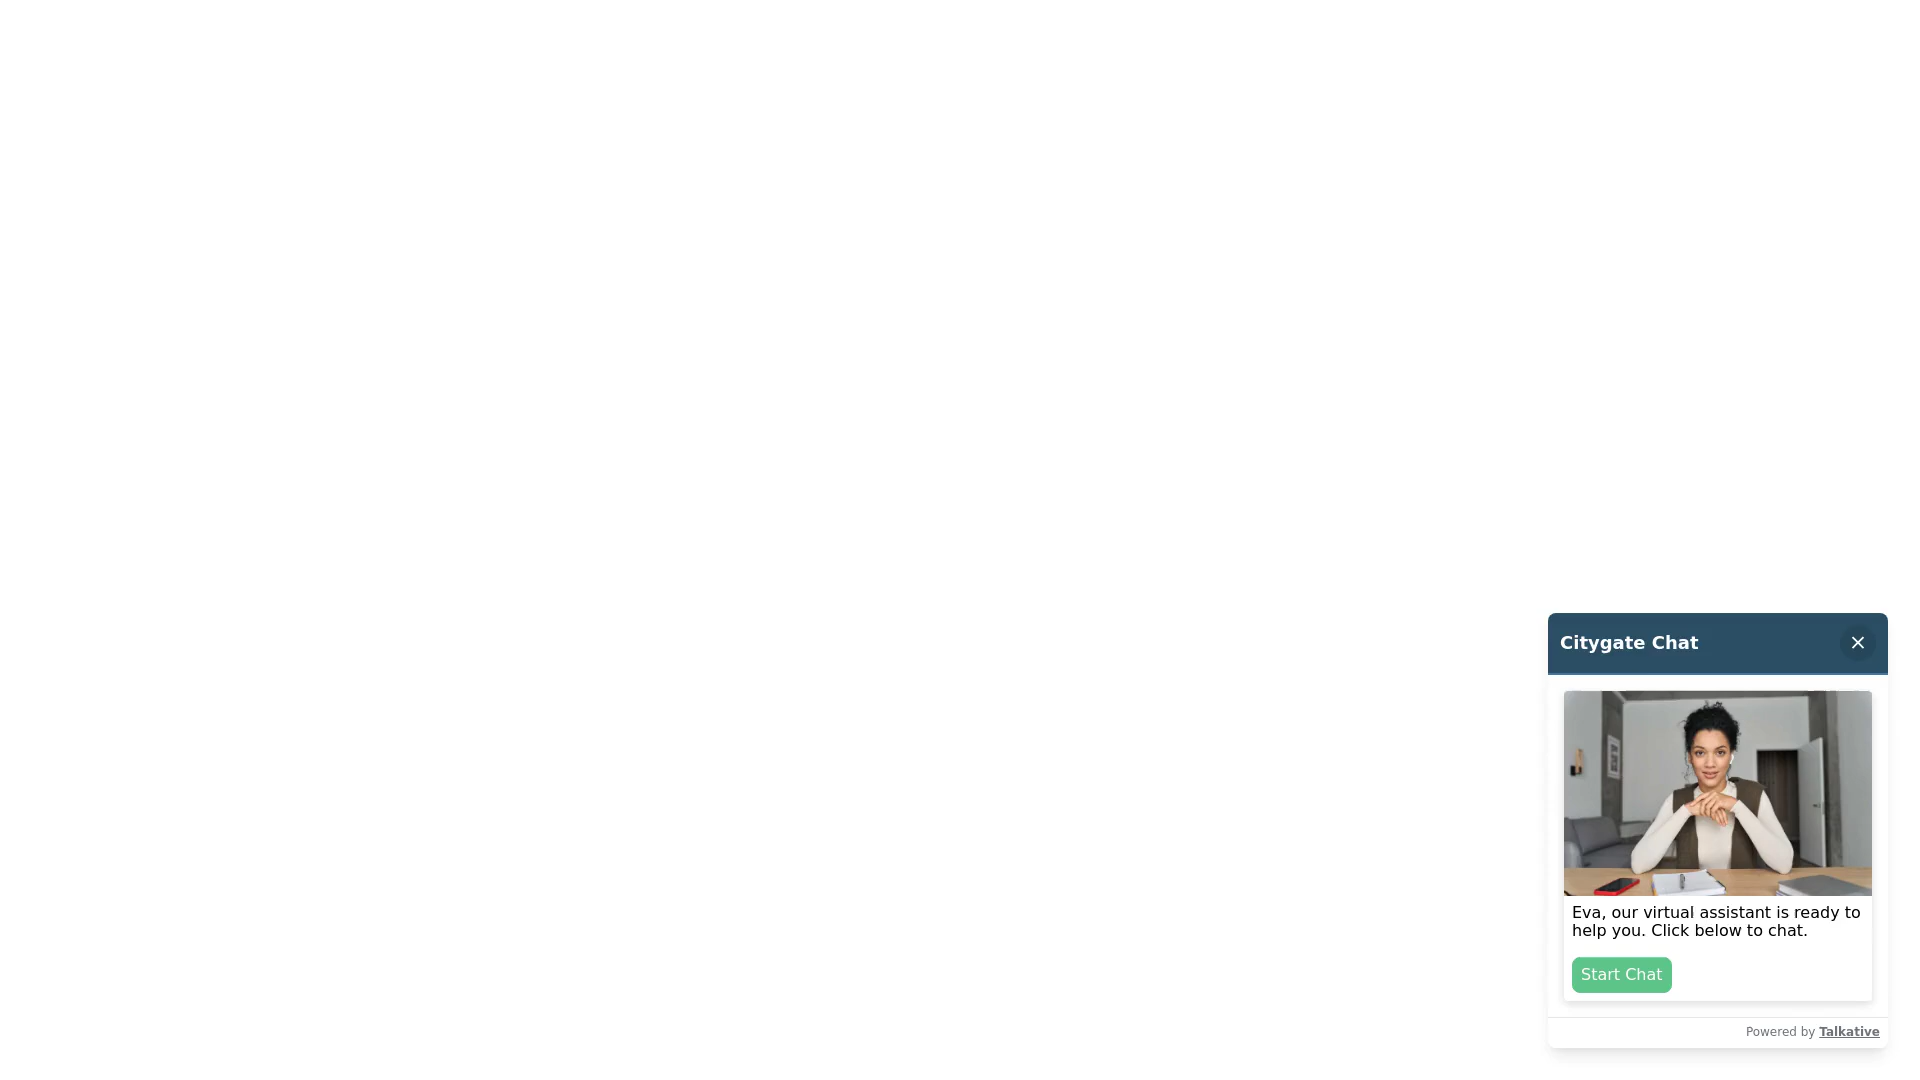 Citygate Chat
Eva, our virtual assistant is ready to
help you. Click below to chat.
Start Chat
Powered by Talkative